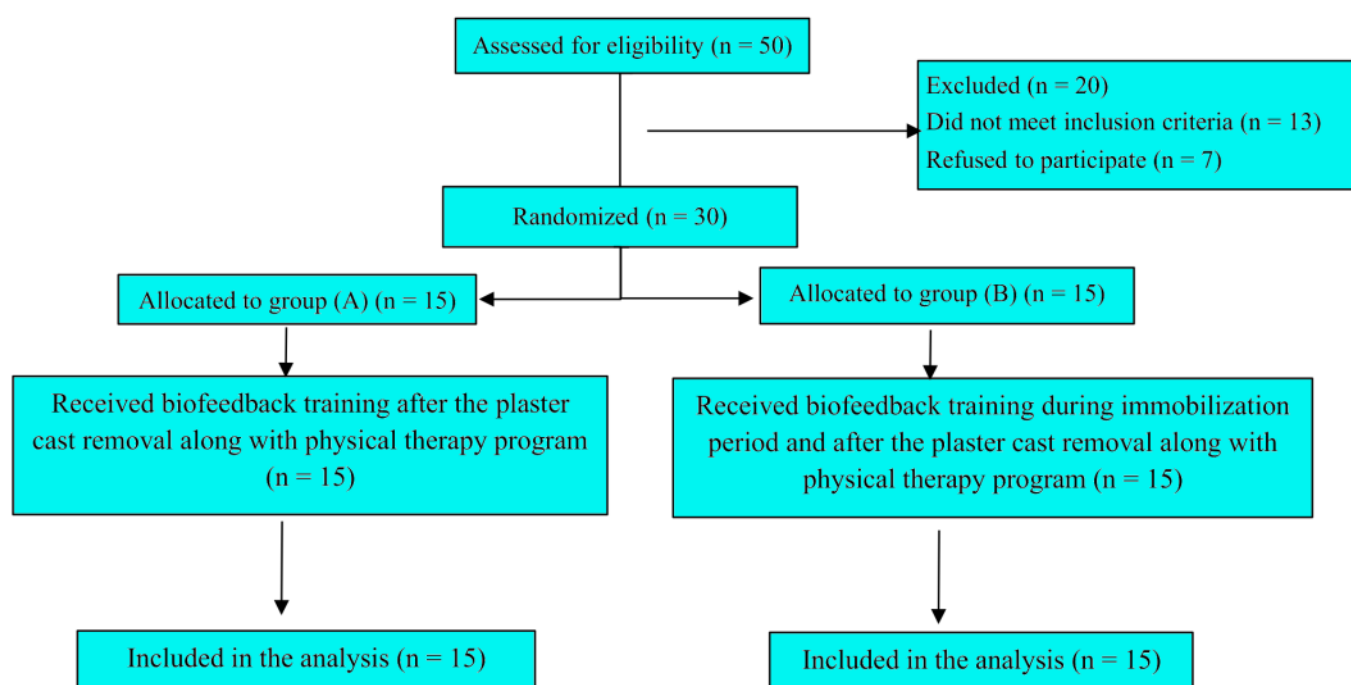 Assessed for eligibility (n = 50)
Excluded (n = 20)
Did not meet inclusion criteria (n = 13)
Refused to participate (n = 7)
Randomized (n = 30)
Allocated to group (A) (n = 15)
Allocated to group (B) (n = 15)
Received biofeedback training after the plaster
cast removal along with physical therapy program
(n = 15)
Received biofeedback training during immobilization
period and after the plaster cast removal along with
physical therapy program (n = 15)
Included in the analysis (n = 15)
Included in the analysis (n = 15)